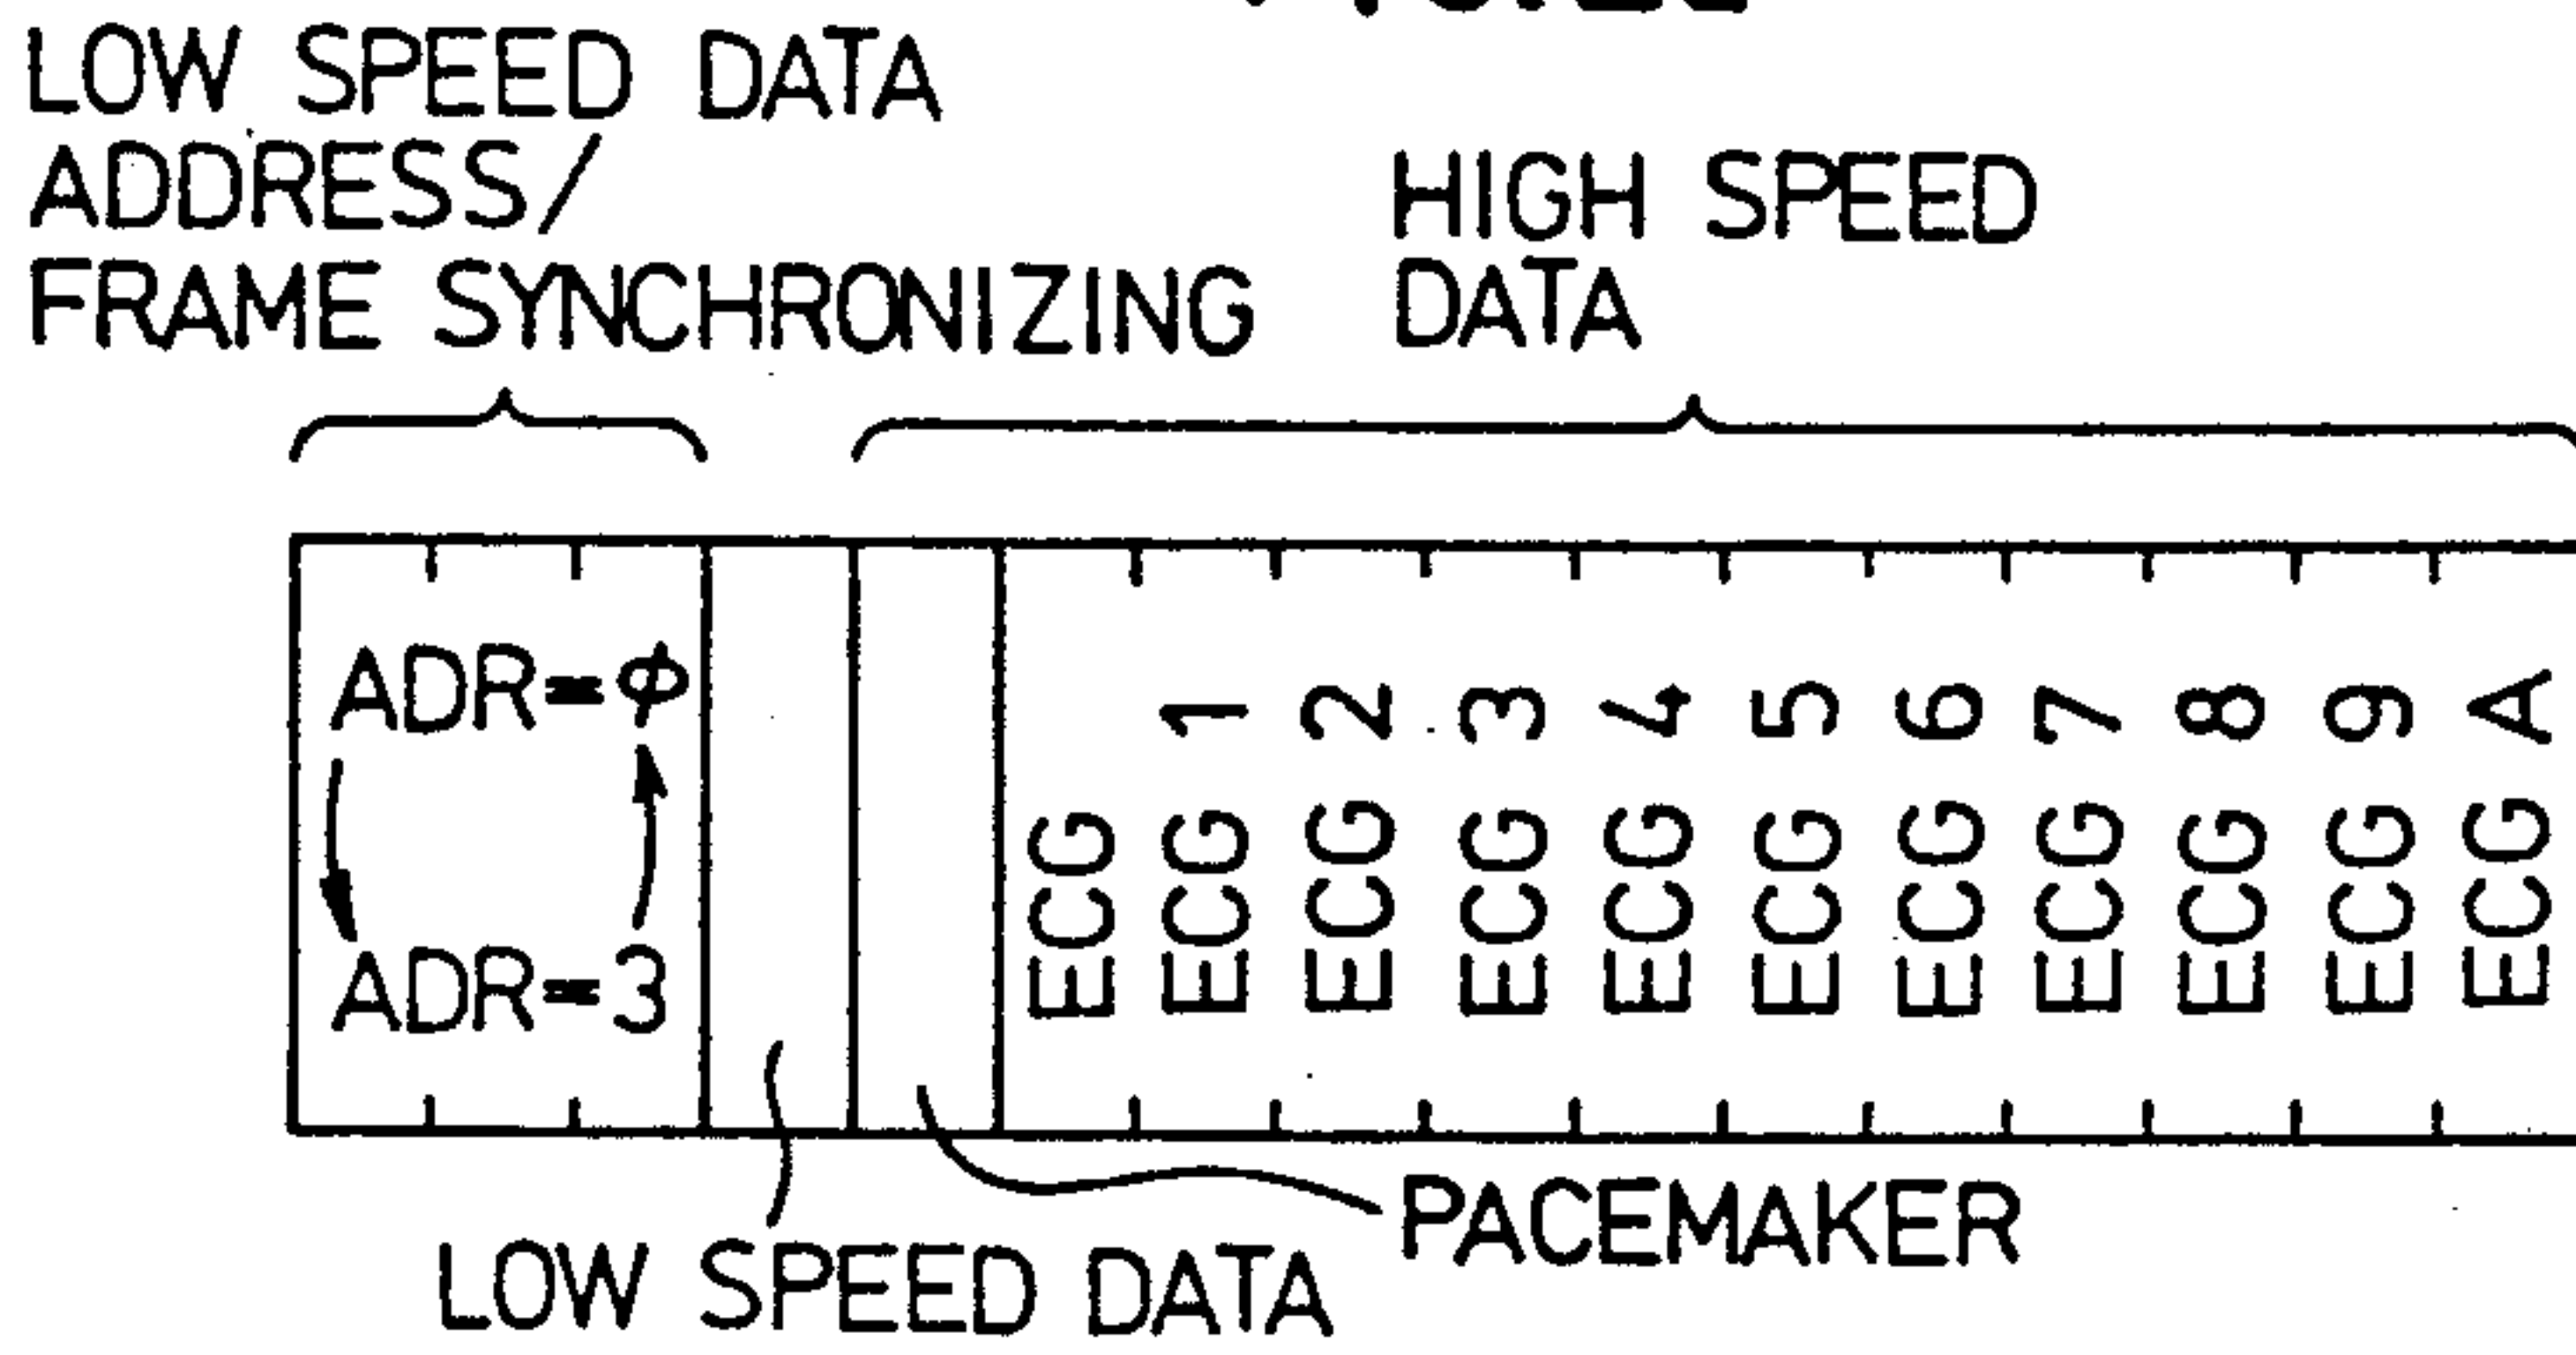 LOW SPEED DATA
ADDRESS/
FRAME SYNCHRONIZING
HIGH SPEED
DATA
ADR=φ
ADR=3
ECG
ECG 1
ECG 2
ECG 3
ECG 4
ECG 5
ECG 6
ECG 7
ECG 8
ECG 9
ECG A
LOW SPEED DATA
PACEMAKER